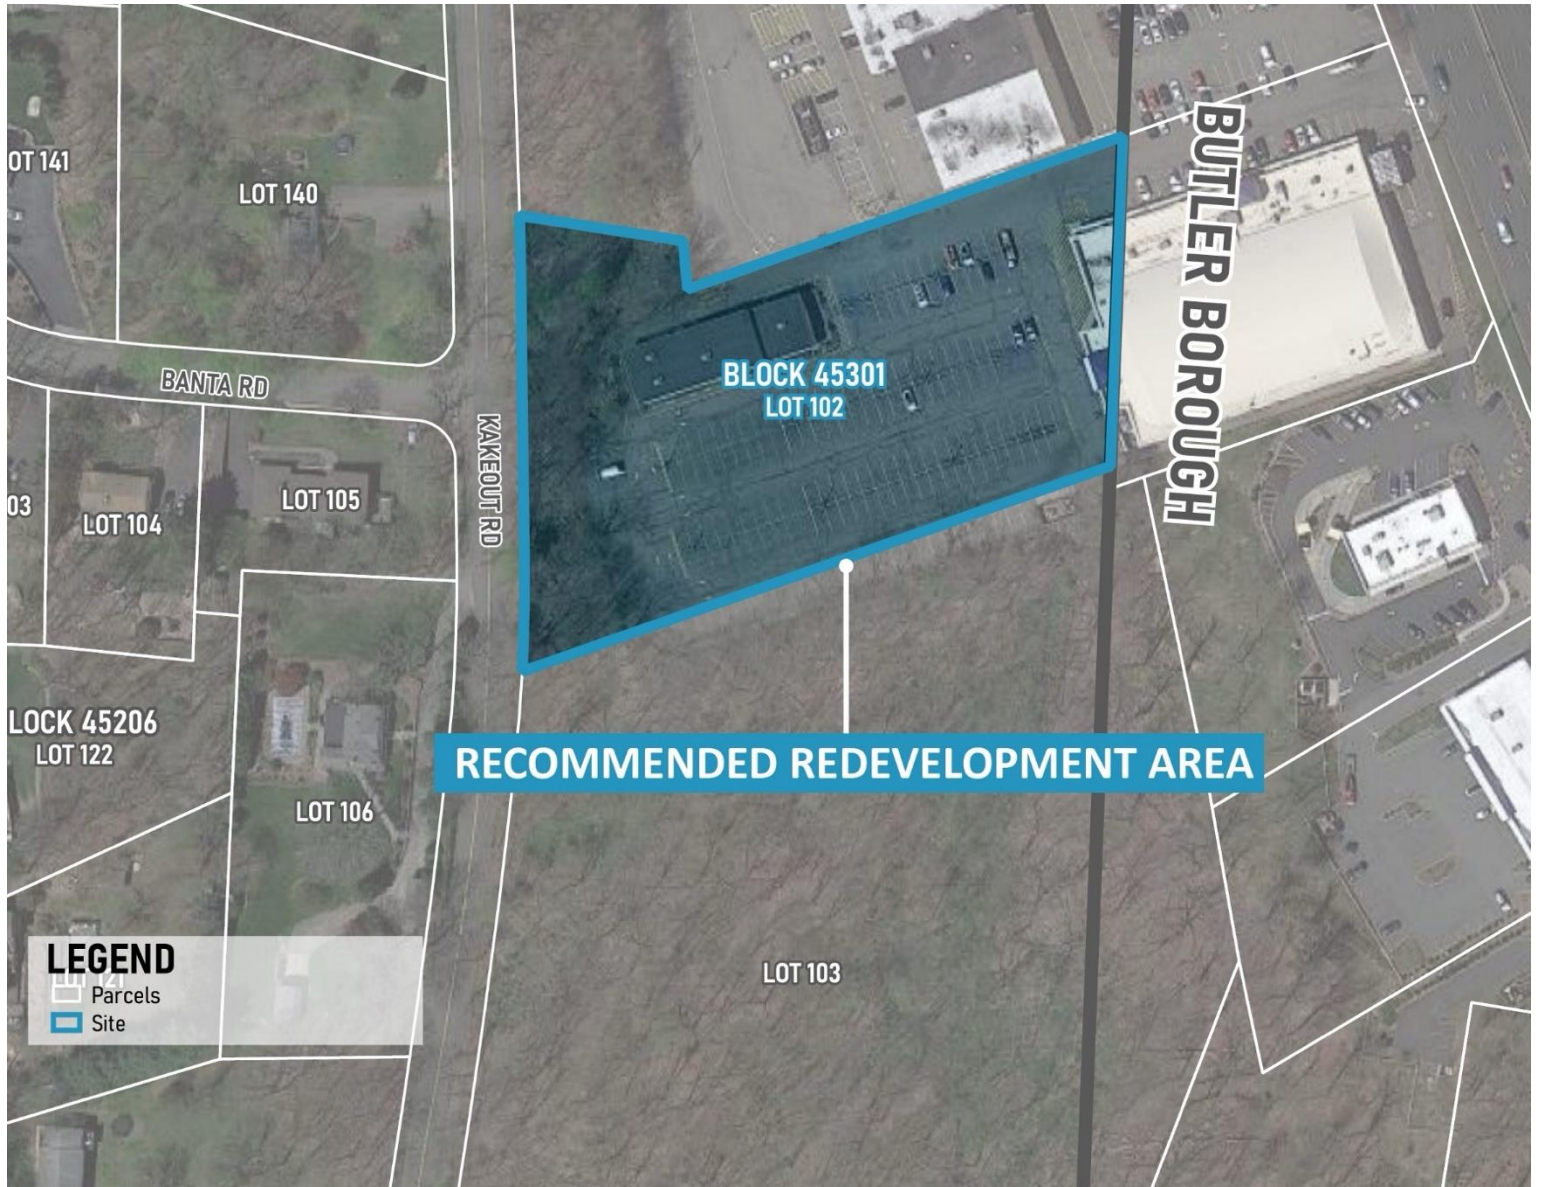 OT 141
LOT 140
BUTLER BOROUGH
BANTA RD
BLOCK 45301
LOT 102
KAKEOUT RD
03
LOT 104
LOT 105
LOCK 45206
LOT 122
RECOMMENDED REDEVELOPMENT AREA
LOT 106
LOT 103
LEGEND
Parcels
Site